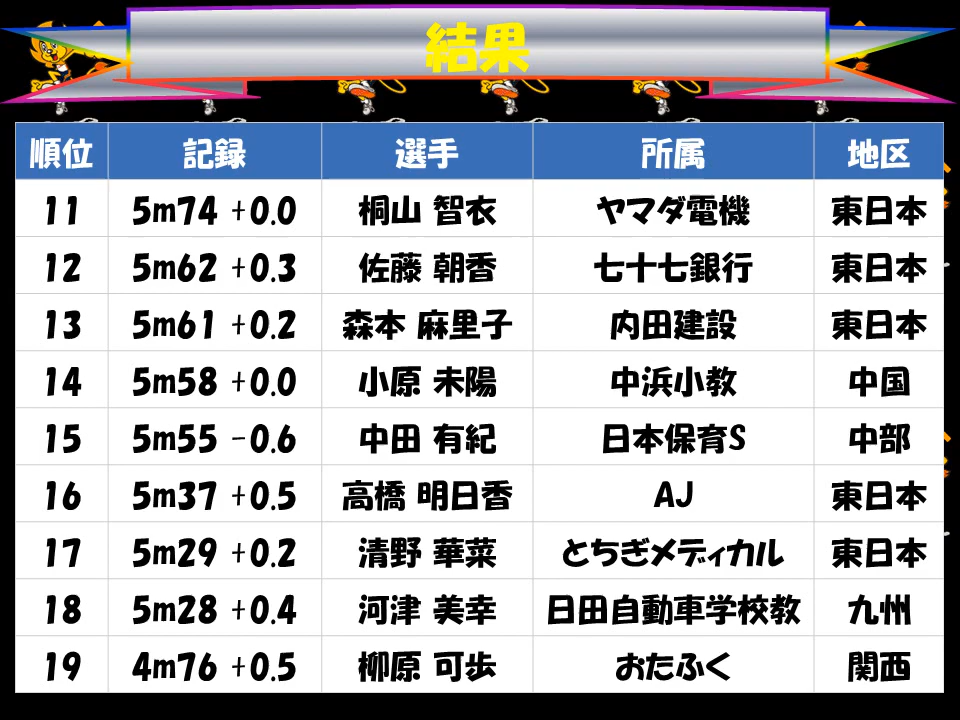 結果
順位 記録 選手 所属 地区
11 5m74 +0.0 桐山 智衣 ヤマダ電機 東日本
12 5m62 +0.3 佐藤 朝香 七十七銀行 東日本
13 5m61 +0.2 森本 麻里子 内田建設 東日本
14 5m58 +0.0 小原 未陽 中浜小教 中国
15 5m55 -0.6 中田 有紀 日本保育S 中部
16 5m37 +0.5 高橋 明日香 AJ 東日本
17 5m29 +0.2 清野 華菜 とちぎメディカル 東日本
18 5m28 +0.4 河津 美幸 日田自動車学校教 九州
19 4m76 +0.5 柳原 可歩 おたふく 関西